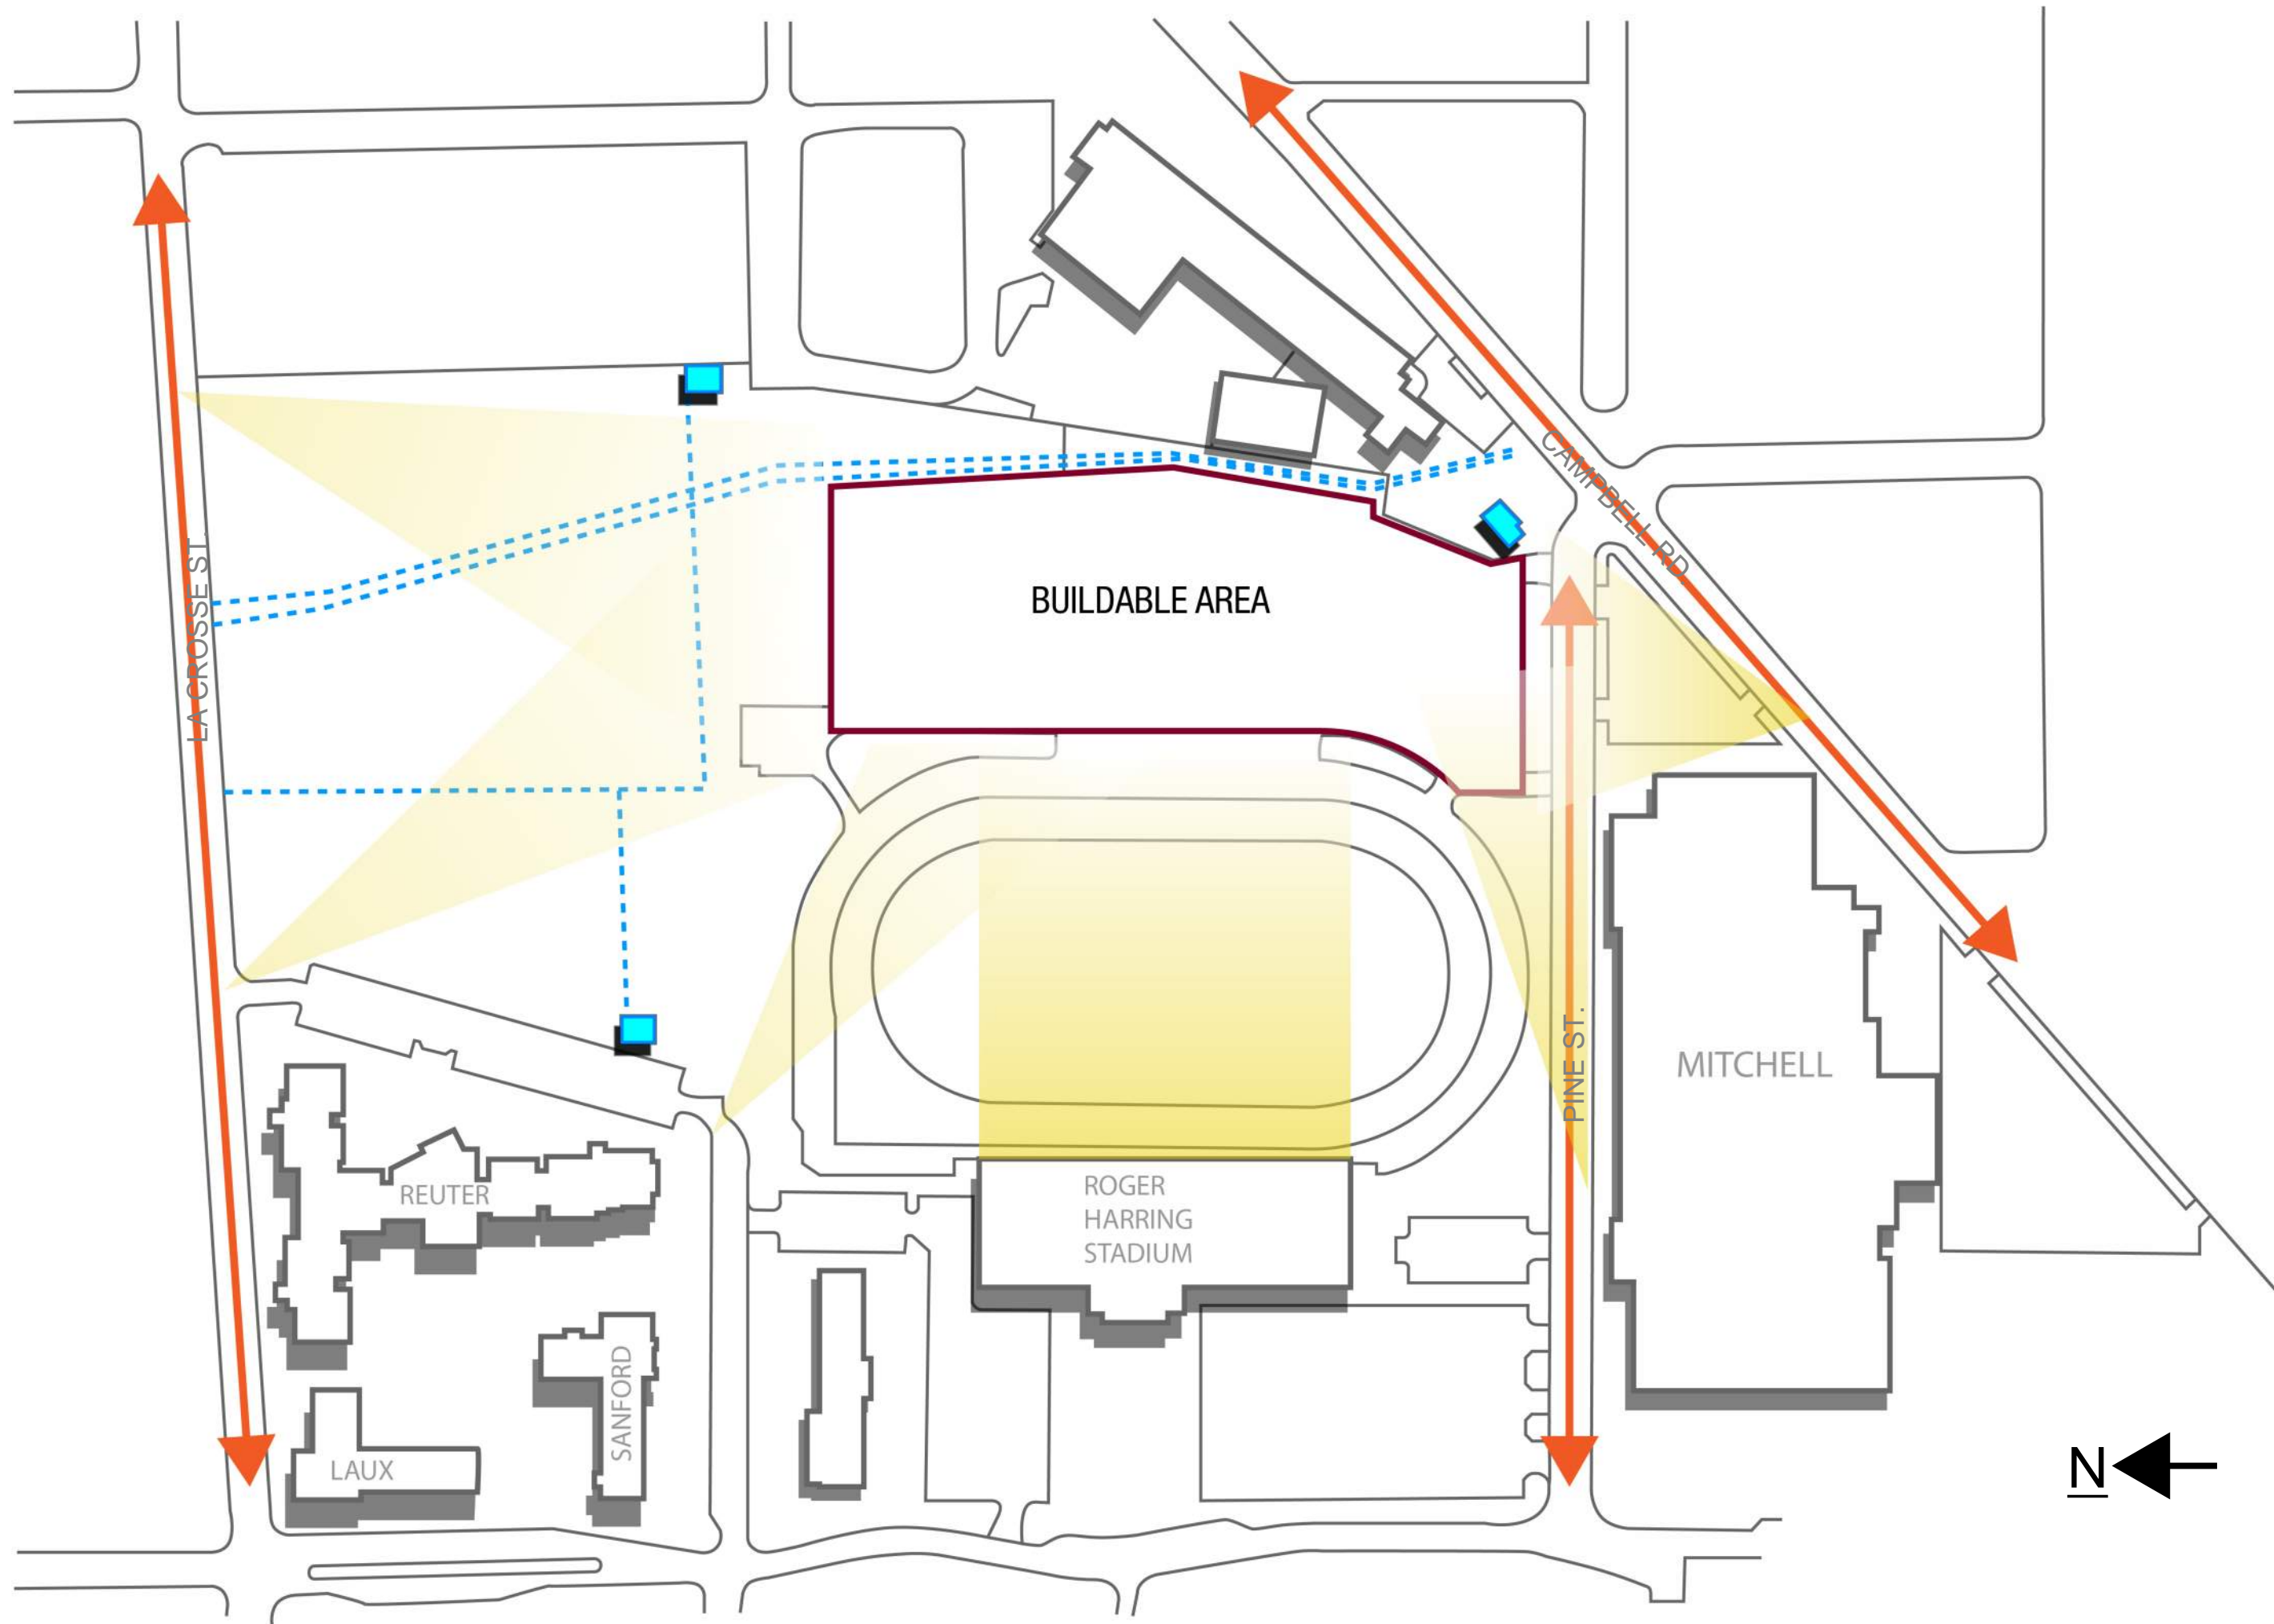 CAMPBELL RD.
LA CROSSE ST.
BUILDABLE AREA
PINE ST.
MITCHELL
REUTER
ROGER
HARRING
STADIUM
SANFORD
LAUX
N